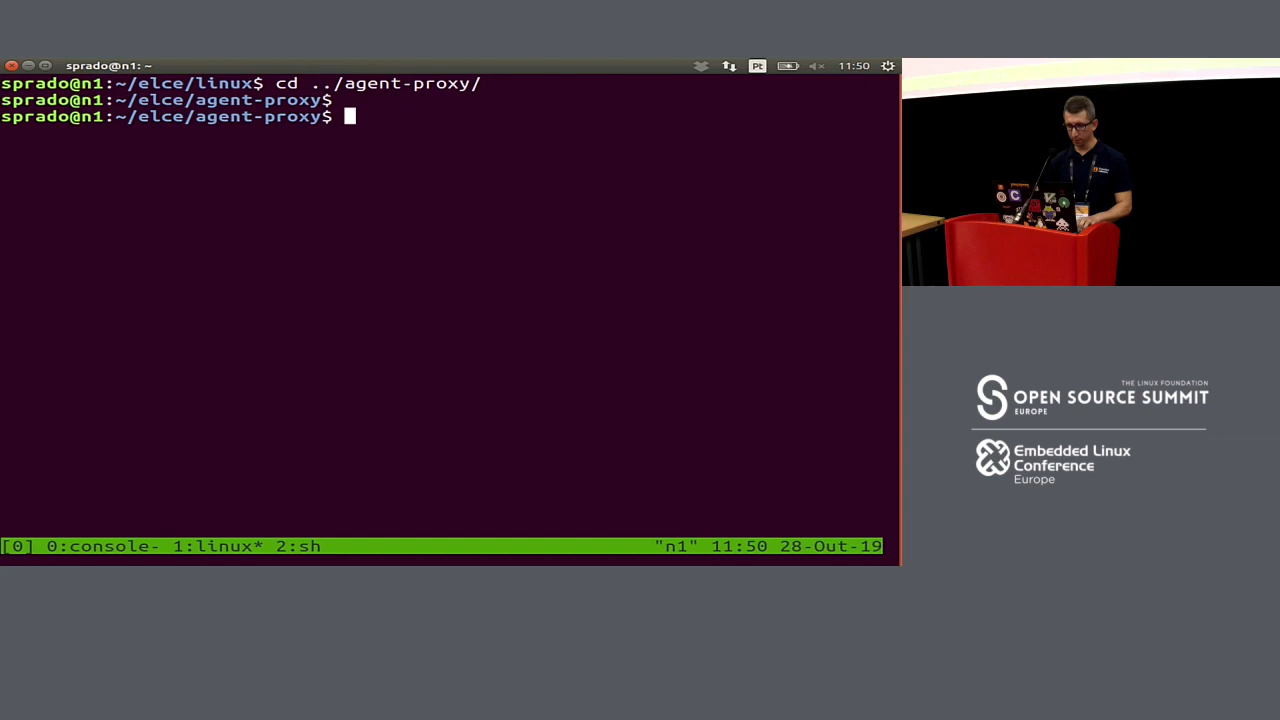 sprado@n1: ~
Pt
11:50
sprado@n1:~/elce/linux$ cd ../agent-proxy/
sprado@n1:~/elce/agent-proxy$
sprado@n1:~/elce/agent-proxy$
[0] 0:console- 1:linux* 2:sh "n1" 11:50 28-Out-19
THE LINUX FOUNDATION
OPEN SOURCE SUMMIT
EUROPE
Embedded Linux
Conference
Europe